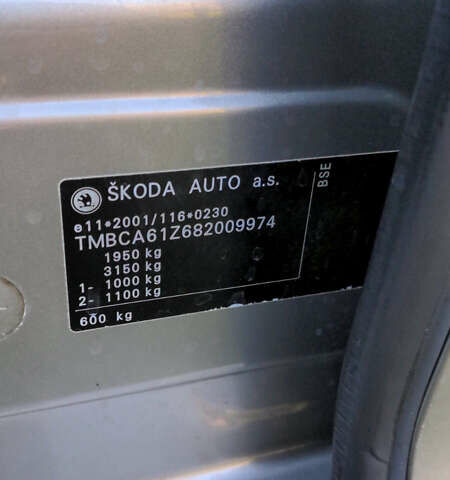 ŠKODA AUTO a.s.
BSE
e11*2001/116*0230
TMBCA61Z682009974
1950 kg
3150 kg
1- 1000 kg
2- 1100 kg
600 kg